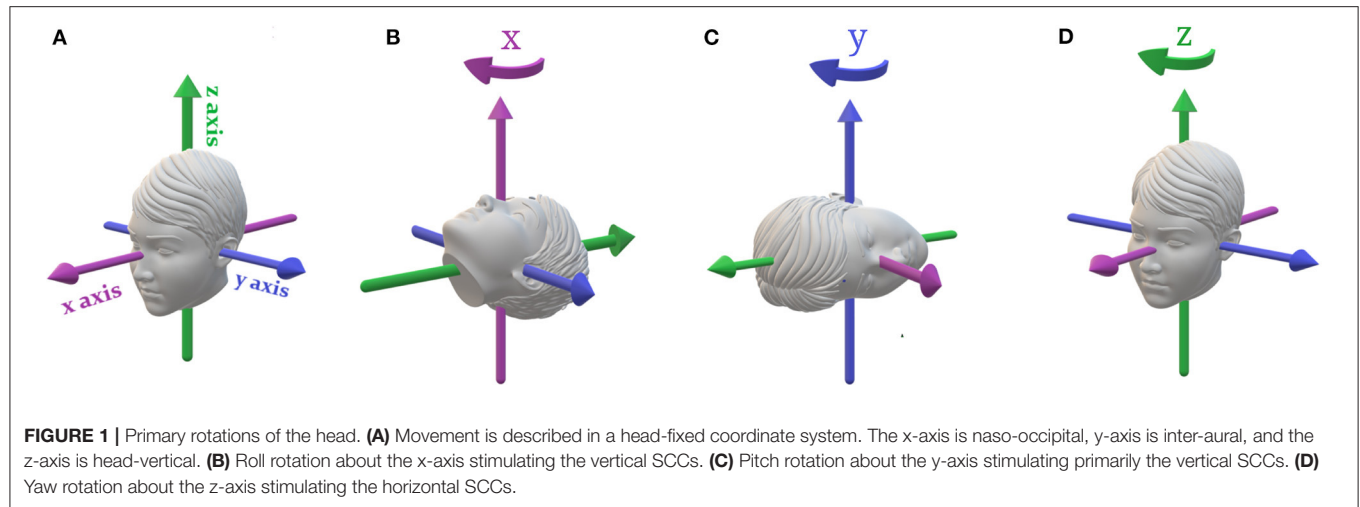 A
B
C
D
x
y
z
z axis
x axis
y axis
FIGURE 1 | Primary rotations of the head. (A) Movement is described in a head-fixed coordinate system. The x-axis is naso-occipital, y-axis is inter-aural, and the
z-axis is head-vertical. (B) Roll rotation about the x-axis stimulating the vertical SCCs. (C) Pitch rotation about the y-axis stimulating primarily the vertical SCCs. (D)
Yaw rotation about the z-axis stimulating the horizontal SCCs.